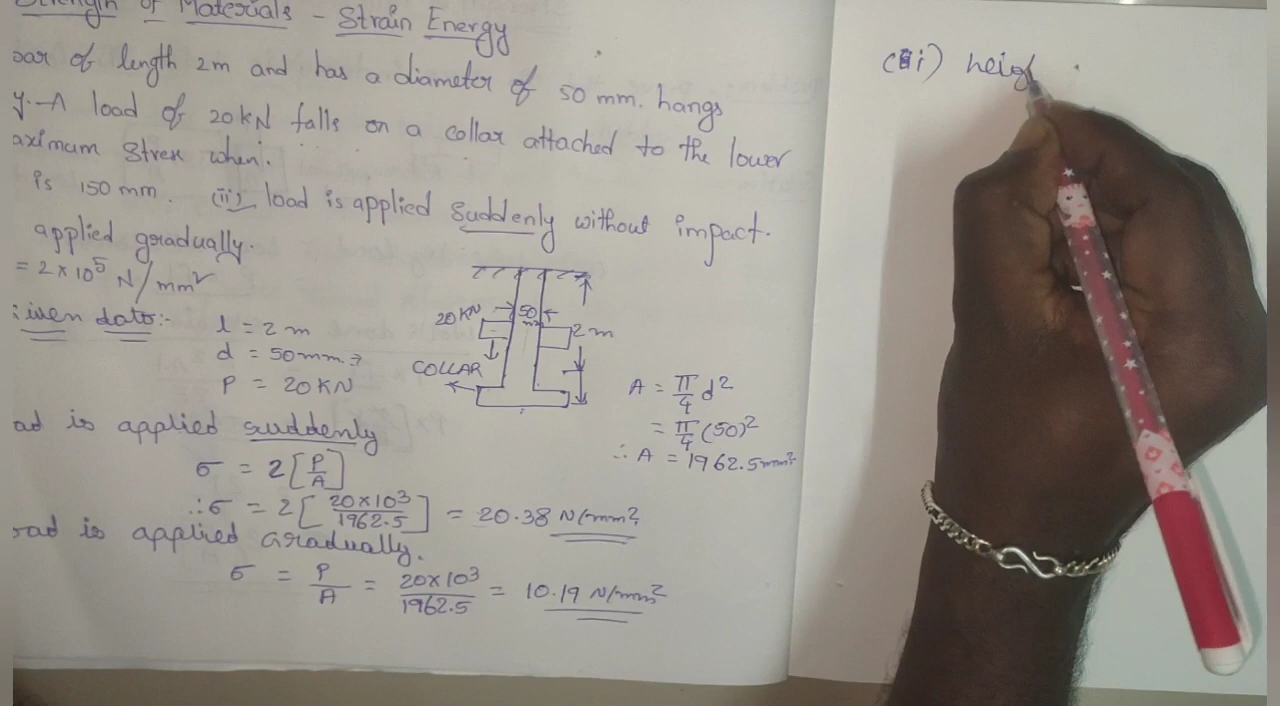 Strength of Materials - Strain Energy
bar of length 2m and has a diameter of 50 mm. hangs
y. A load of 20 kN falls on a collar attached to the lower
aximum Stress when:
is 150 mm. (ii) load is applied Suddenly without impact.
applied gradually.
= 2×10⁵ N/mm²
iven data:-
l = 2 m
d = 50mm.
P = 20KN
20KN
50
mm
2m
COLLAR
A = π/4 d²
= π/4 (50)²
∴ A = 1962.5mm²
ad is applied suddenly
σ = 2[P/A]
∴σ = 2[20×10³/1962.5] = 20.38 N/mm²
oad is applied Gradually.
σ = P/A = 20×10³/1962.5 = 10.19 N/mm²
(iii) heig